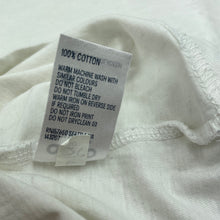 100% COTTON
WARM MACHINE WASH WITH
SIMILAR COLOURS
DO NOT BLEACH
DO NOT TUMBLE DRY
WARM IRON ON REVERSE
IF REQUIRED
DO NOT IRON PRINT
DO NOT DRYCLEAN